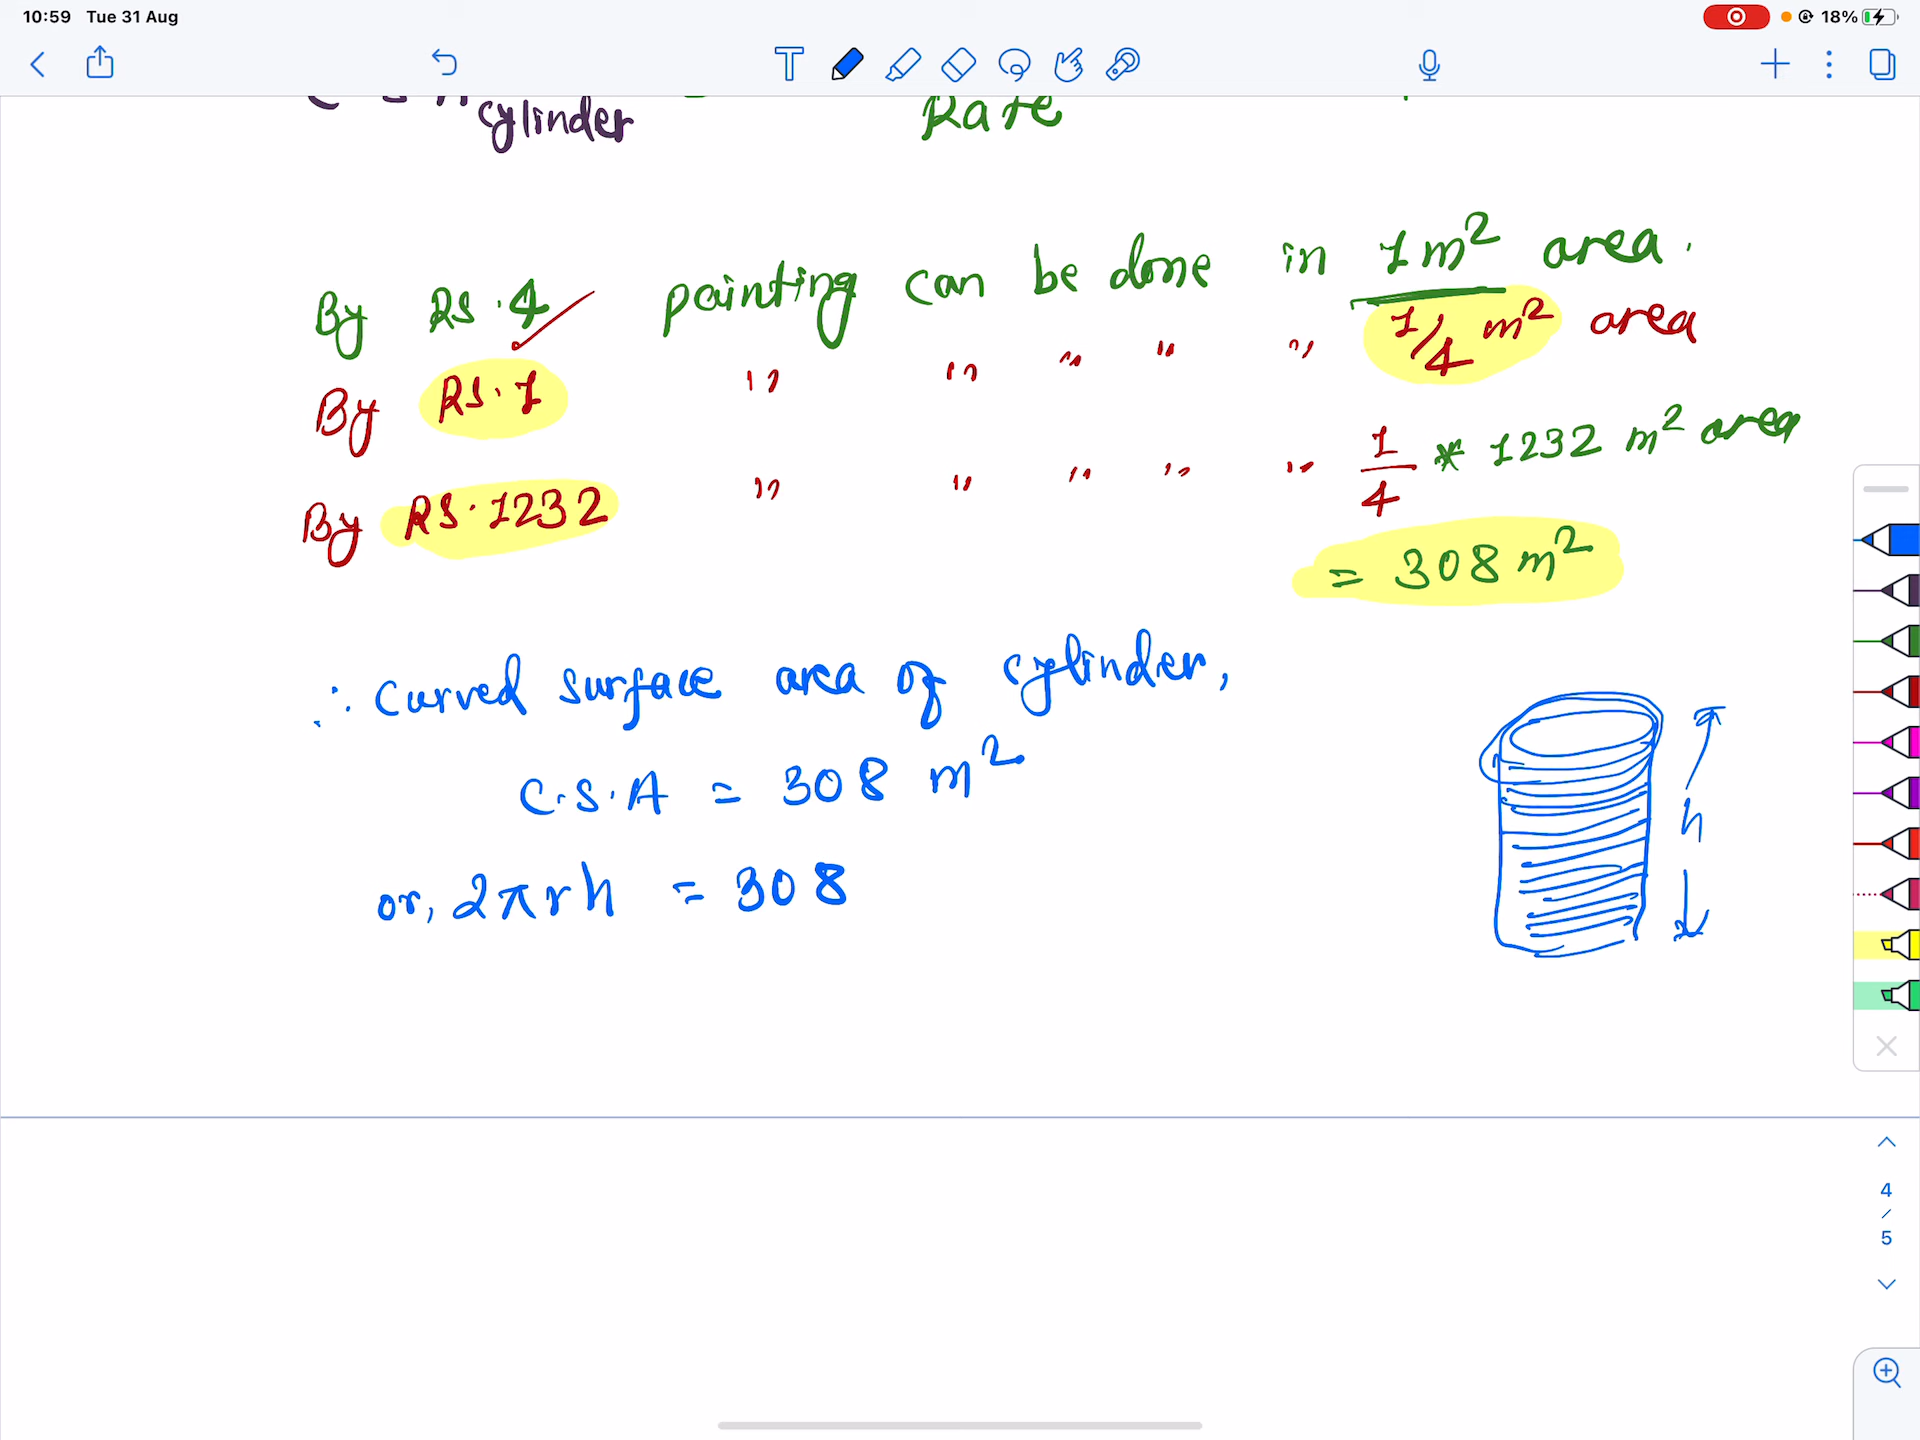 10:59 Tue 31 Aug
18%
cylinder
Rate
By RS. 4 painting can be done in 1m² area.
By RS. 1 " " " " " 1/4 m² area
By RS. 1232 " " " " " 1/4 * 1232 m² area
= 308 m²
∴ curved surface area of cylinder,
C.S.A = 308 m²
or, 2πrh = 308
h
4
/
5